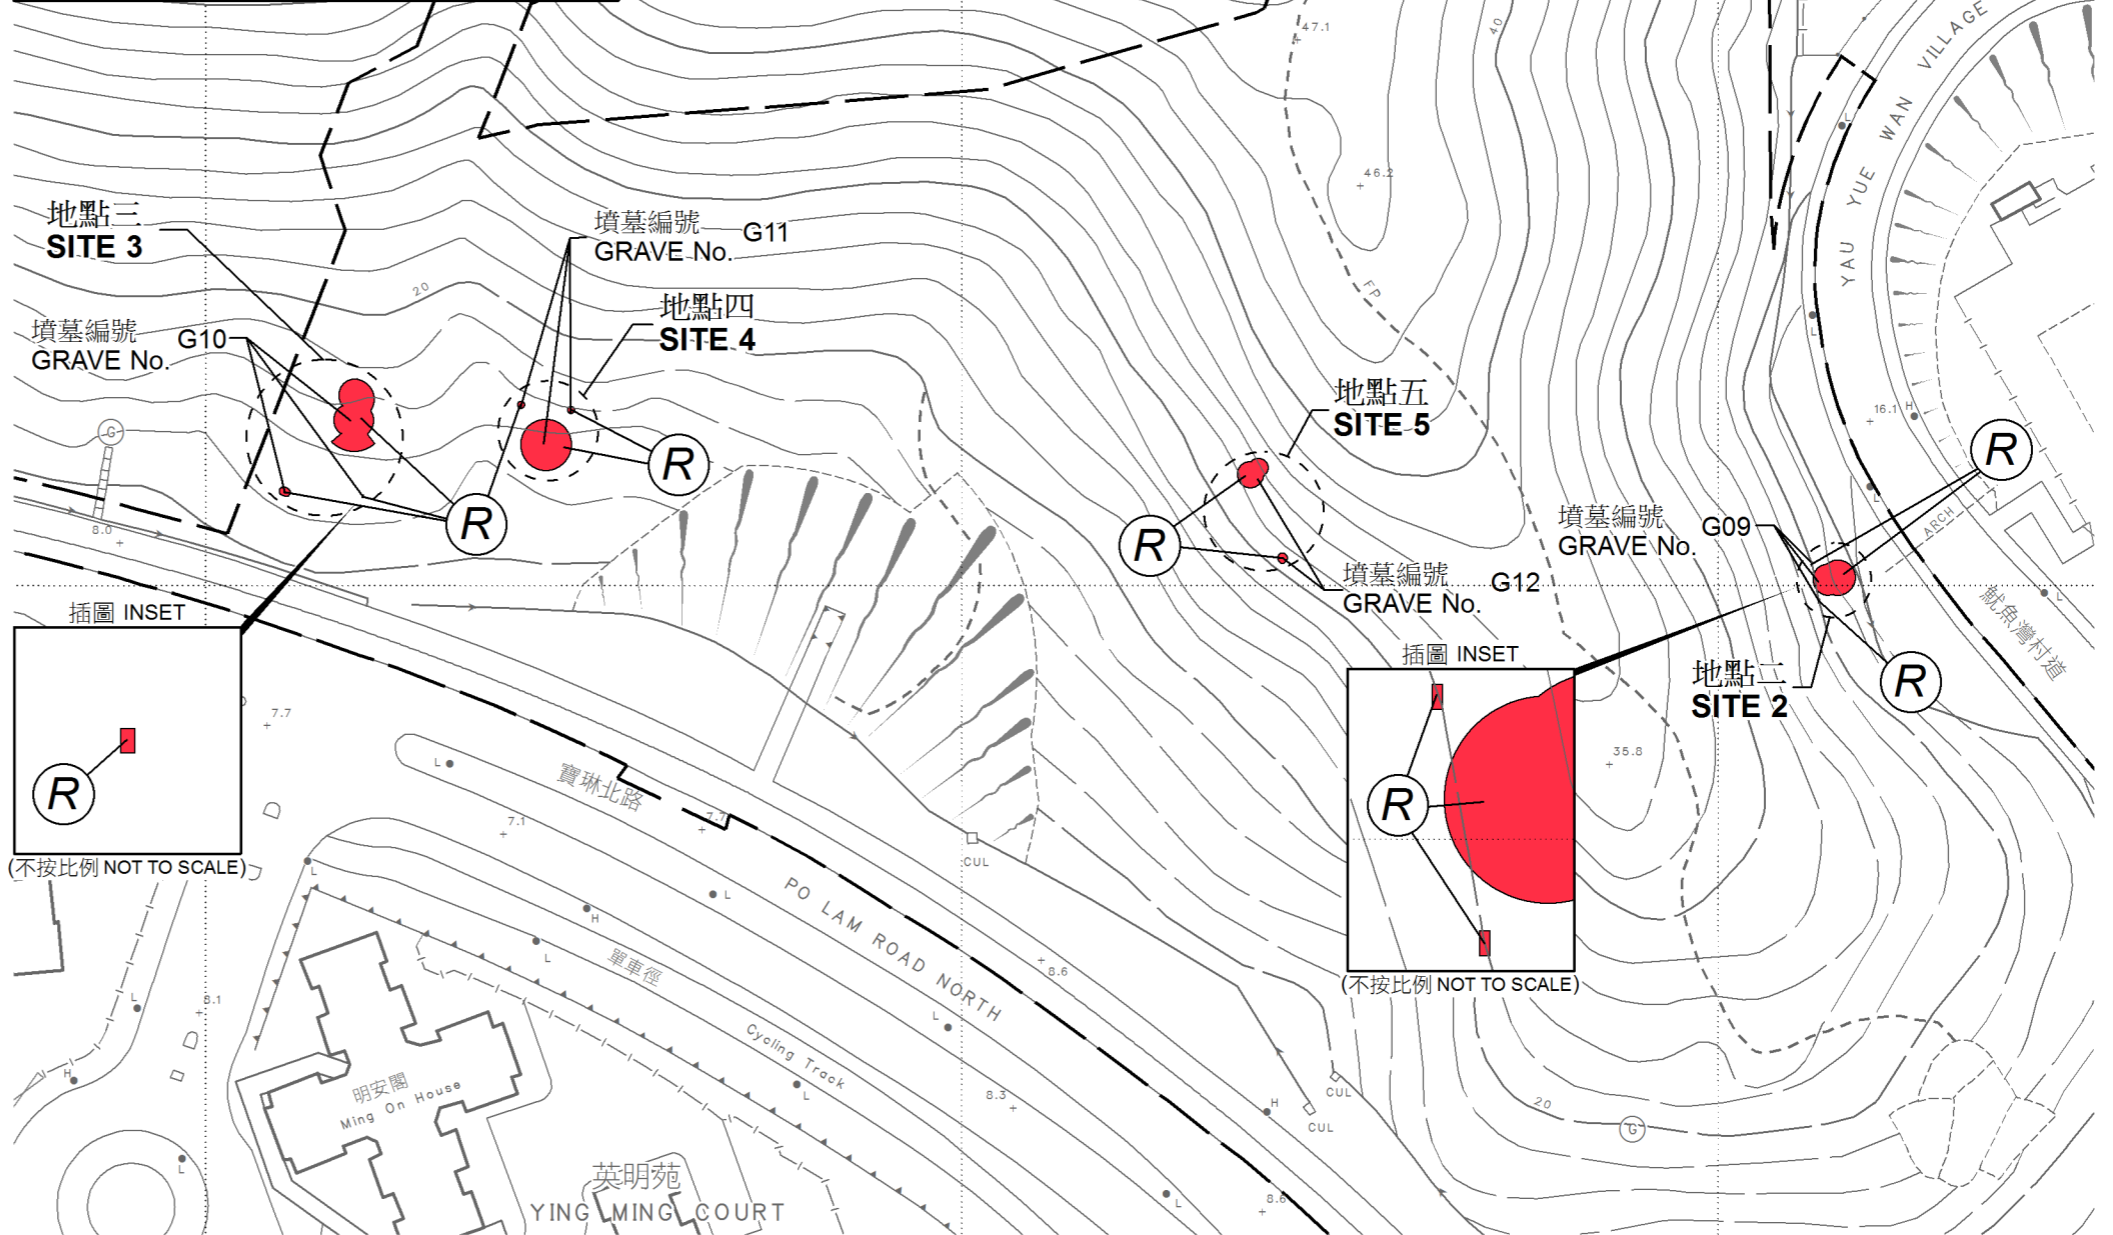 47.1
40
YAU YUE WAN VILLAGE
L
46.2
地點三
SITE 3
墳墓編號
GRAVE No. G11
FP
20
地點四
SITE 4
墳墓編號
GRAVE No. G10
L
地點五
SITE 5
16.1
H
G
R
R
R
L
8.0
R
ARCH
墳墓編號
GRAVE No. G09
R
墳墓編號
GRAVE No. G12
L
魷魚灣村道
插圖 INSET
插圖 INSET
地點二
SITE 2
R
7.7
R
L
寶琳北路
35.8
R
7.1
7.7
(不按比例 NOT TO SCALE)
CUL
L
L
PO LAM ROAD NORTH
H
L
單車徑
8.6
(不按比例 NOT TO SCALE)
L
8.1
L
Cycling Track
H
明安閣
Ming On House
L
8.3
CUL
H
CUL
20
G
L
英明苑
YING MING COURT
L
8.6